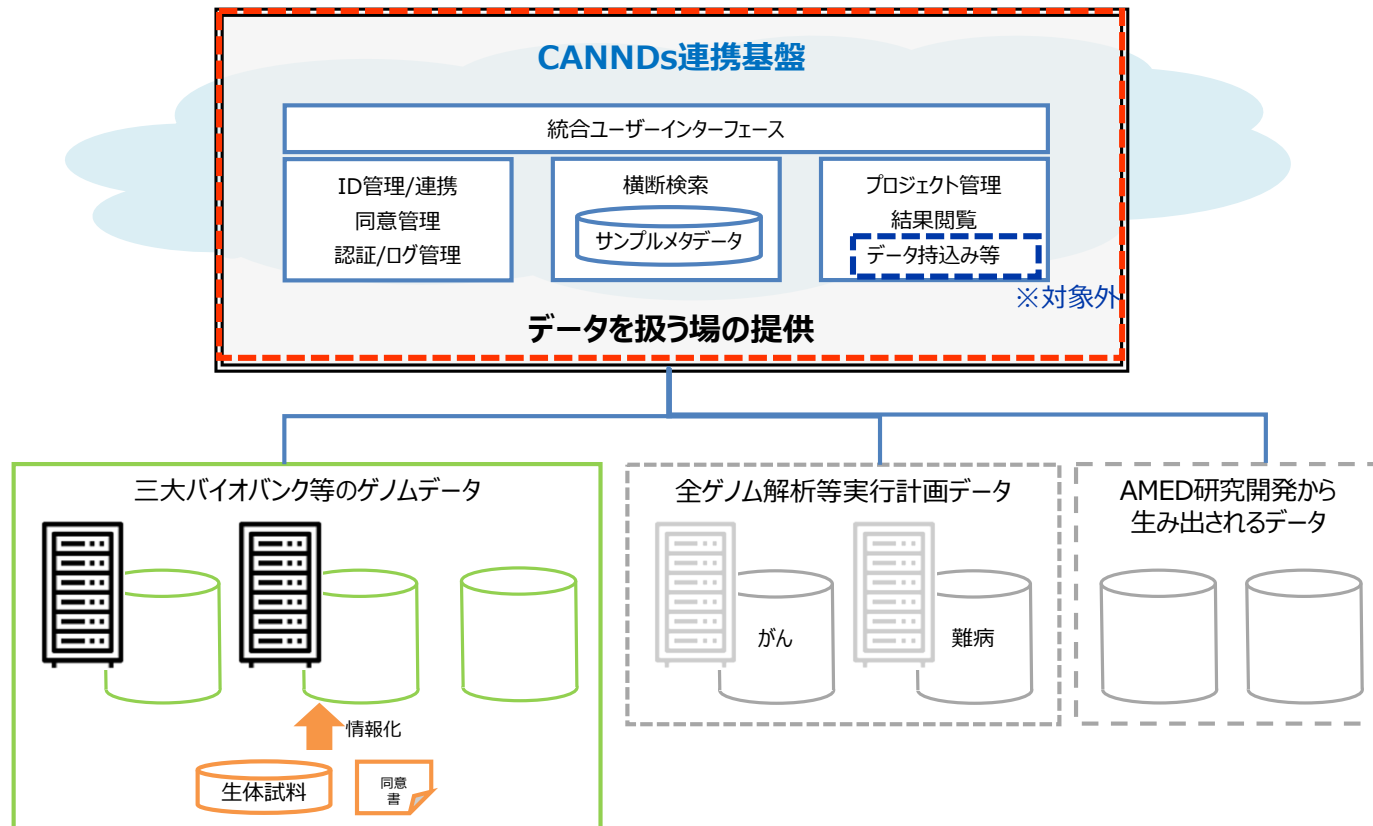 CANNDs連携基盤
統合ユーザーインターフェース
ID管理/連携
同意管理
認証/ログ管理
横断検索
サンプルメタデータ
プロジェクト管理
結果閲覧
データ持込み等
※対象外
データを扱う場の提供
三大バイオバンク等のゲノムデータ
情報化
生体試料
同意
書
全ゲノム解析等実行計画データ
がん
難病
AMED研究開発から
生み出されるデータ